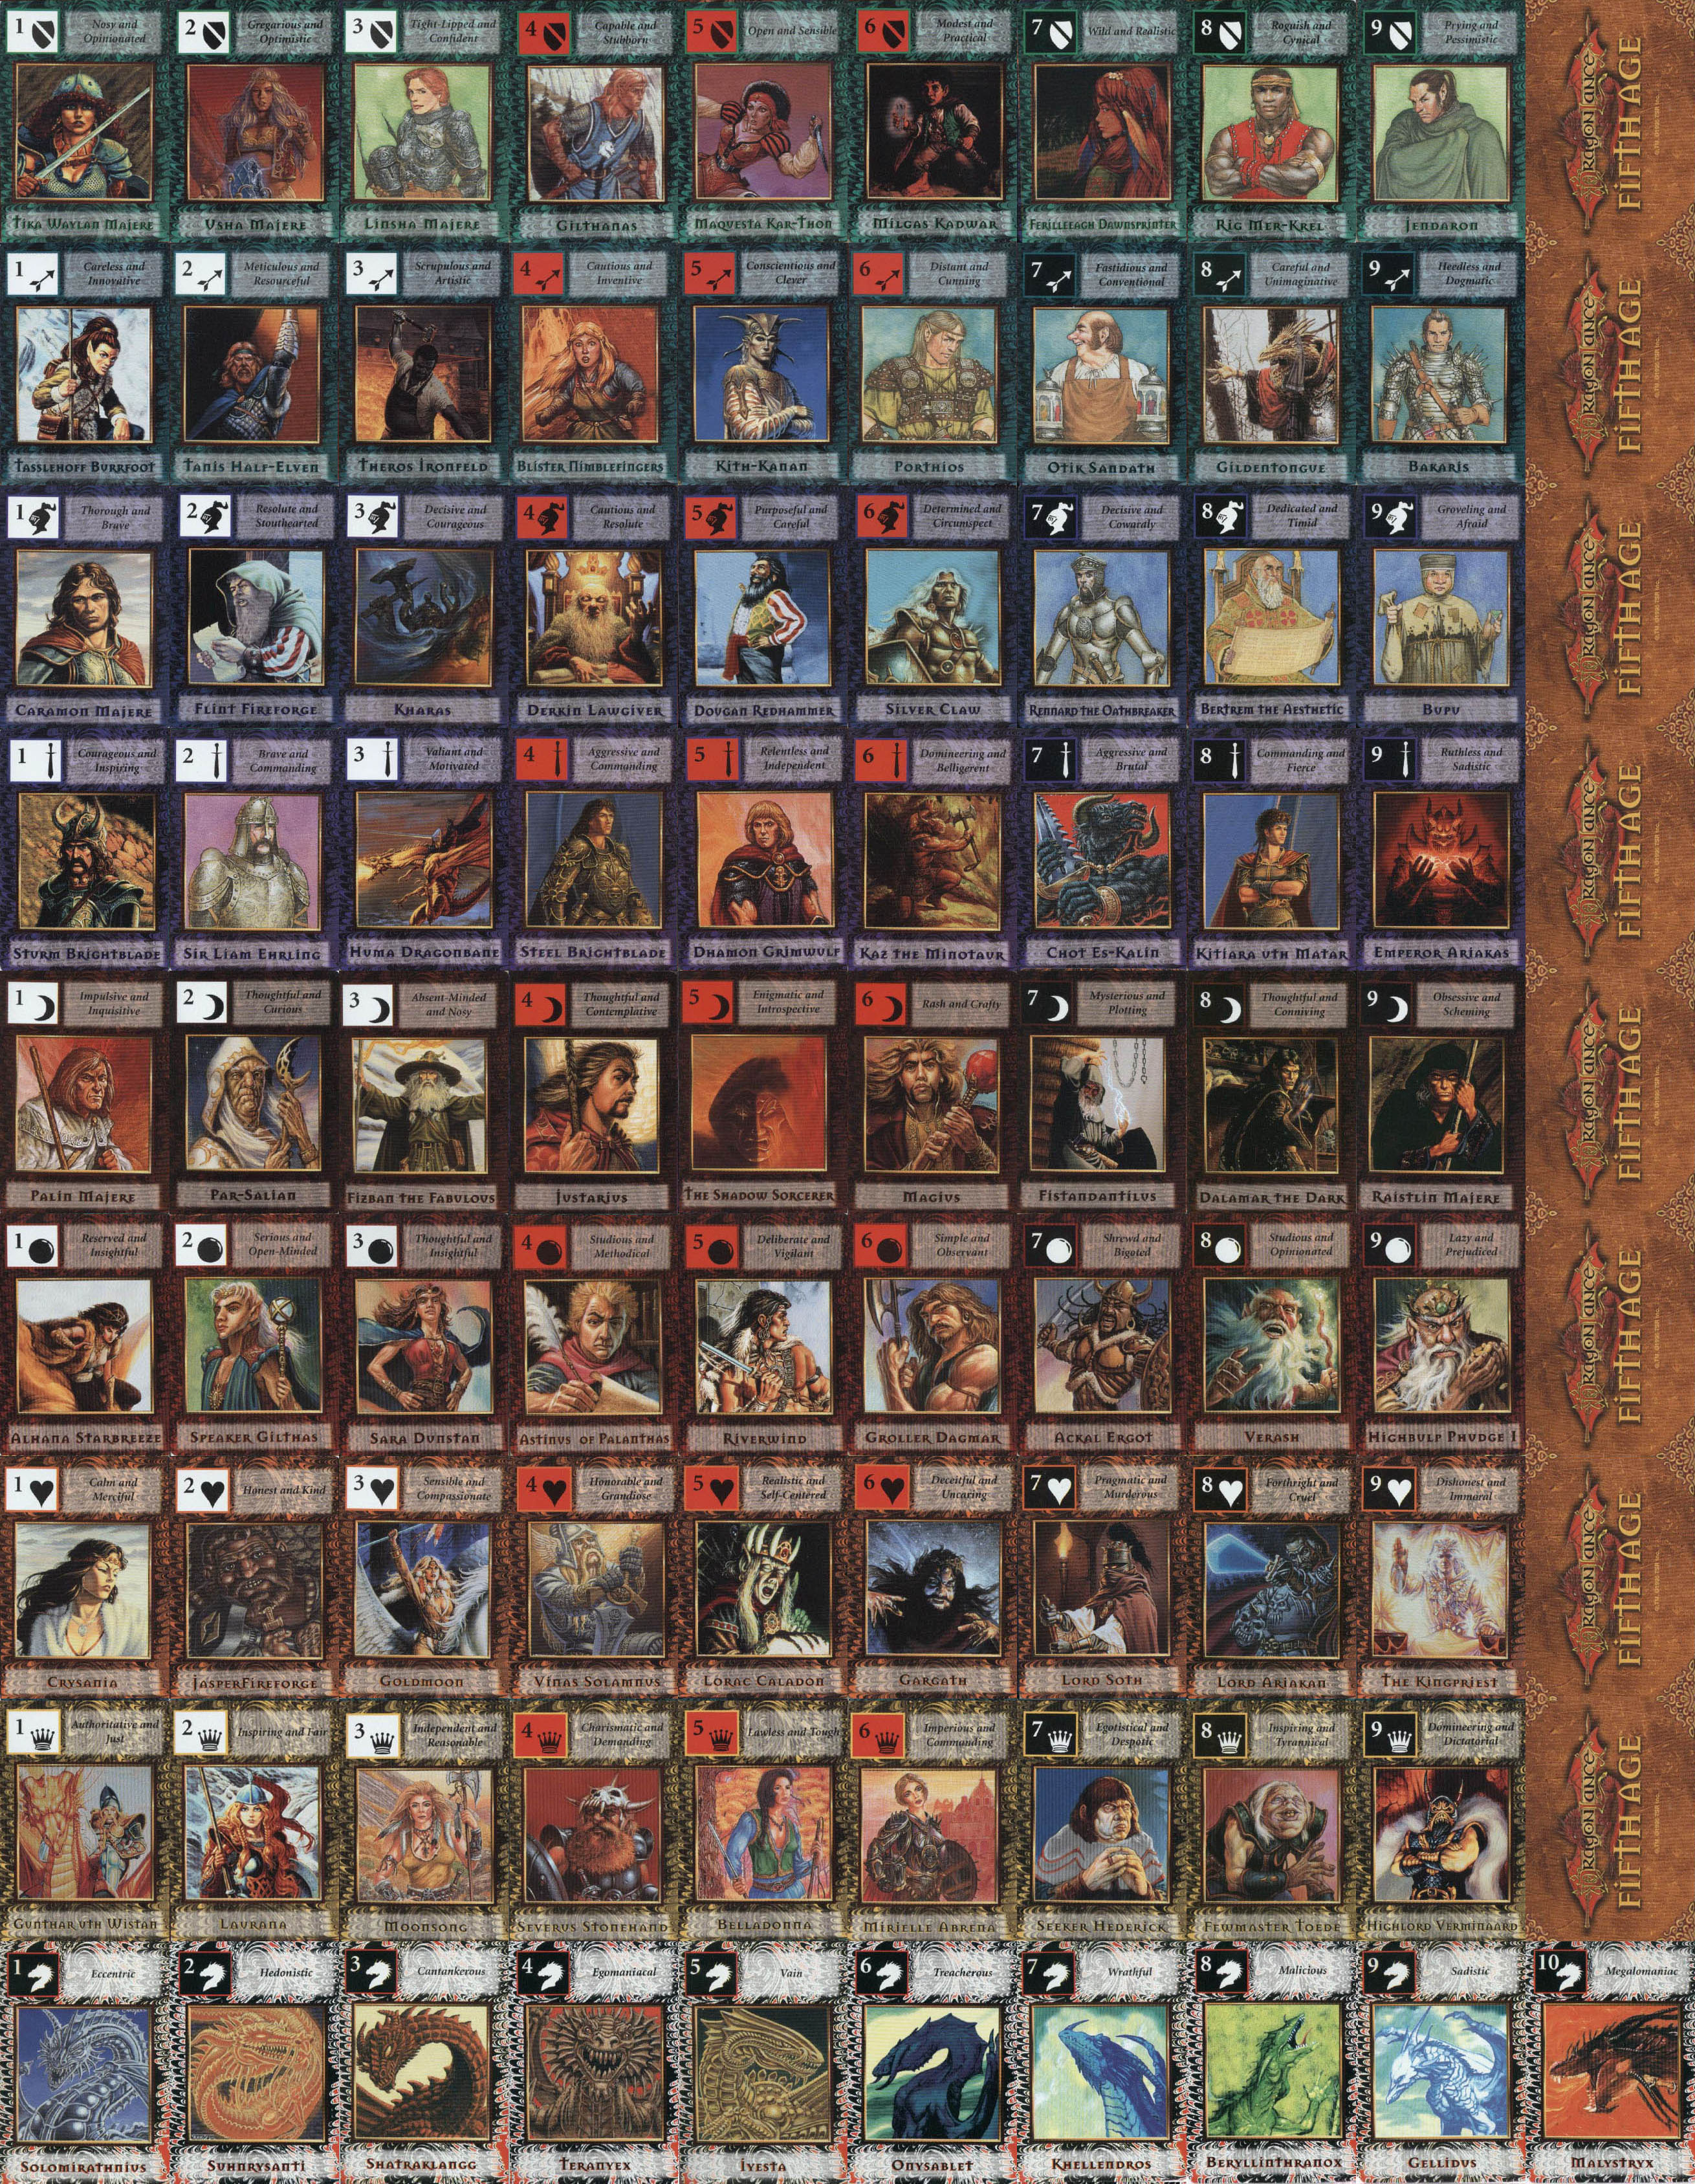 1 Nosy and
Opinionated
Tika Waylan Majere
2 Gregarious and
Optimistic
Usha Majere
3 Tight-Lipped and
Confident
Linsha Majere
4 Capable and
Stubborn
Gilthanas
5 Open and Sensible
Maquesta Kar-Thon
6 Modest and
Practical
Milgas Kadwar
7 Wild and Realistic
Ferilleeagh Dawnsprinter
8 Roguish and
Cynical
Rig Mer-Krel
9 Prying and
Pessimistic
Jendaron
Dragonlance
Fifth Age
1 Careless and
Innovative
Tasslehoff Burrfoot
2 Meticulous and
Resourceful
Tanis Half-Elven
3 Scrupulous and
Artistic
Theros Ironfeld
4 Cautious and
Inventive
Blister Nimblefingers
5 Conscientious and
Clever
Kith-Kanan
6 Distant and
Cunning
Porthios
7 Fastidious and
Conventional
Otik Sandath
8 Careful and
Unimaginative
Gildentongue
9 Heedless and
Dogmatic
Bakaris
Dragonlance
Fifth Age
1 Thorough and
Brave
Caramon Majere
2 Resolute and
Stouthearted
Flint Fireforge
3 Decisive and
Courageous
Kharas
4 Cautious and
Resolute
Derkin Lawgiver
5 Purposeful and
Careful
Dougan Redhammer
6 Determined and
Circumspect
Silver Claw
7 Decisive and
Cowardly
Rennard the Oathbreaker
8 Dedicated and
Timid
Bertrem the Aesthetic
9 Groveling and
Afraid
Bupu
Dragonlance
Fifth Age
1 Courageous and
Inspiring
Sturm Brightblade
2 Brave and
Commanding
Sir Liam Ehrling
3 Valiant and
Motivated
Huma Dragonbane
4 Aggressive and
Commanding
Steel Brightblade
5 Relentless and
Independent
Dhamon Grimwulf
6 Domineering and
Belligerent
Kaz the Minotaur
7 Aggressive and
Brutal
Chot Es-Kalin
8 Commanding and
Fierce
Kitiara uth Matar
9 Ruthless and
Sadistic
Emperor Ariakas
Dragonlance
Fifth Age
1 Impulsive and
Inquisitive
Palin Majere
2 Thoughtful and
Curious
Par-Salian
3 Absent-Minded
and Nosy
Fizban the Fabulous
4 Thoughtful and
Contemplative
Justarius
5 Enigmatic and
Introspective
The Shadow Sorcerer
6 Rash and Crafty
Magius
7 Mysterious and
Plotting
Fistandantilus
8 Thoughtful and
Conniving
Dalamar the Dark
9 Obsessive and
Scheming
Raistlin Majere
Dragonlance
Fifth Age
1 Reserved and
Insightful
Alhana Starbreeze
2 Serious and
Open-Minded
Speaker Gilthas
3 Thoughtful and
Insightful
Sara Dunstan
4 Studious and
Methodical
Astinus of Palanthas
5 Deliberate and
Vigilant
Riverwind
6 Simple and
Observant
Groller Dagmar
7 Shrewd and
Bigoted
Ackal Ergot
8 Studious and
Opinionated
Verash
9 Lazy and
Prejudiced
Highbulp Phudge I
Dragonlance
Fifth Age
1 Calm and
Merciful
Crysania
2 Honest and Kind
Jasper Fireforge
3 Sensible and
Compassionate
Goldmoon
4 Honorable and
Grandiose
Vinas Solamnus
5 Realistic and
Self-Centered
Lorac Caladon
6 Deceitful and
Uncaring
Gargath
7 Pragmatic and
Murderous
Lord Soth
8 Forthright and
Cruel
Lord Ariakan
9 Dishonest and
Immoral
The Kingpriest
Dragonlance
Fifth Age
1 Authoritative and
Just
Gunthar uth Wistan
2 Inspiring and Fair
Laurana
3 Independent and
Reasonable
Moonsong
4 Charismatic and
Demanding
Severus Stonehand
5 Lawless and Tough
Belladonna
6 Imperious and
Commanding
Mirielle Abrena
7 Egotistical and
Despotic
Seeker Hederick
8 Inspiring and
Tyrannical
Fewmaster Toede
9 Domineering and
Dictatorial
Highlord Verminaard
Dragonlance
Fifth Age
1 Eccentric
Solomirathnius
2 Hedonistic
Suhnrysanti
3 Cantankerous
Shatraklangg
4 Egomaniacal
Teranyex
5 Vain
Iyesta
6 Treacherous
Onysablet
7 Wrathful
Khellendros
8 Malicious
Beryllinthranox
9 Sadistic
Gellidus
10 Megalomaniac
Malystryx